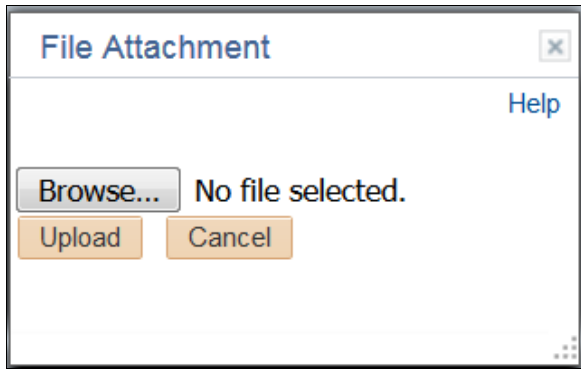 File Attachment
Help
Browse... No file selected.
Upload Cancel